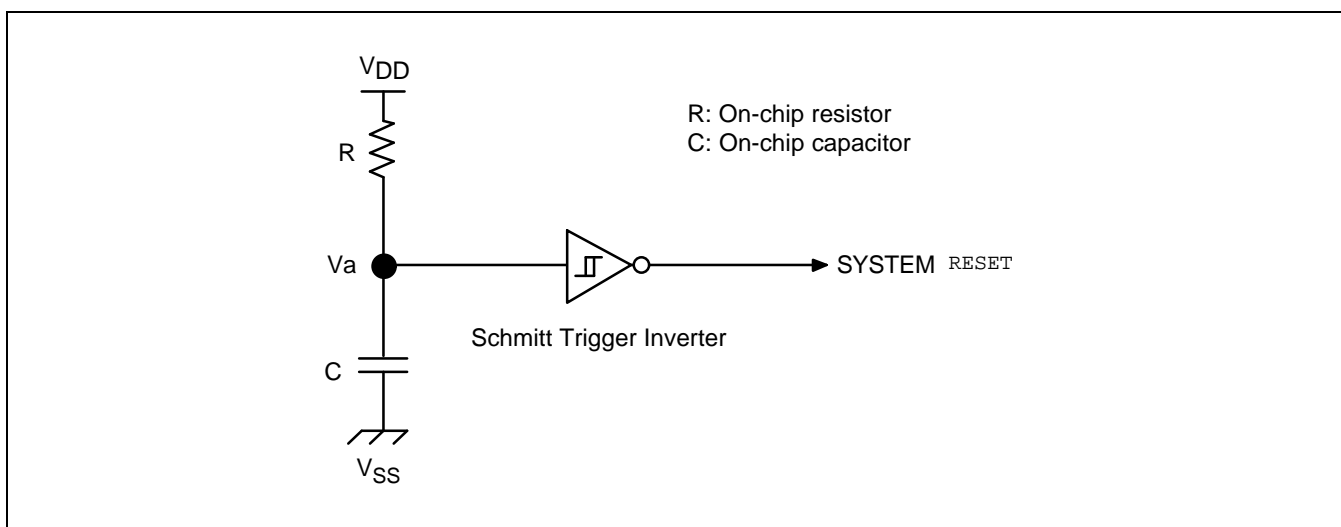 VDD
R: On-chip resistor
C: On-chip capacitor
R
Va
SYSTEM RESET
Schmitt Trigger Inverter
C
VSS